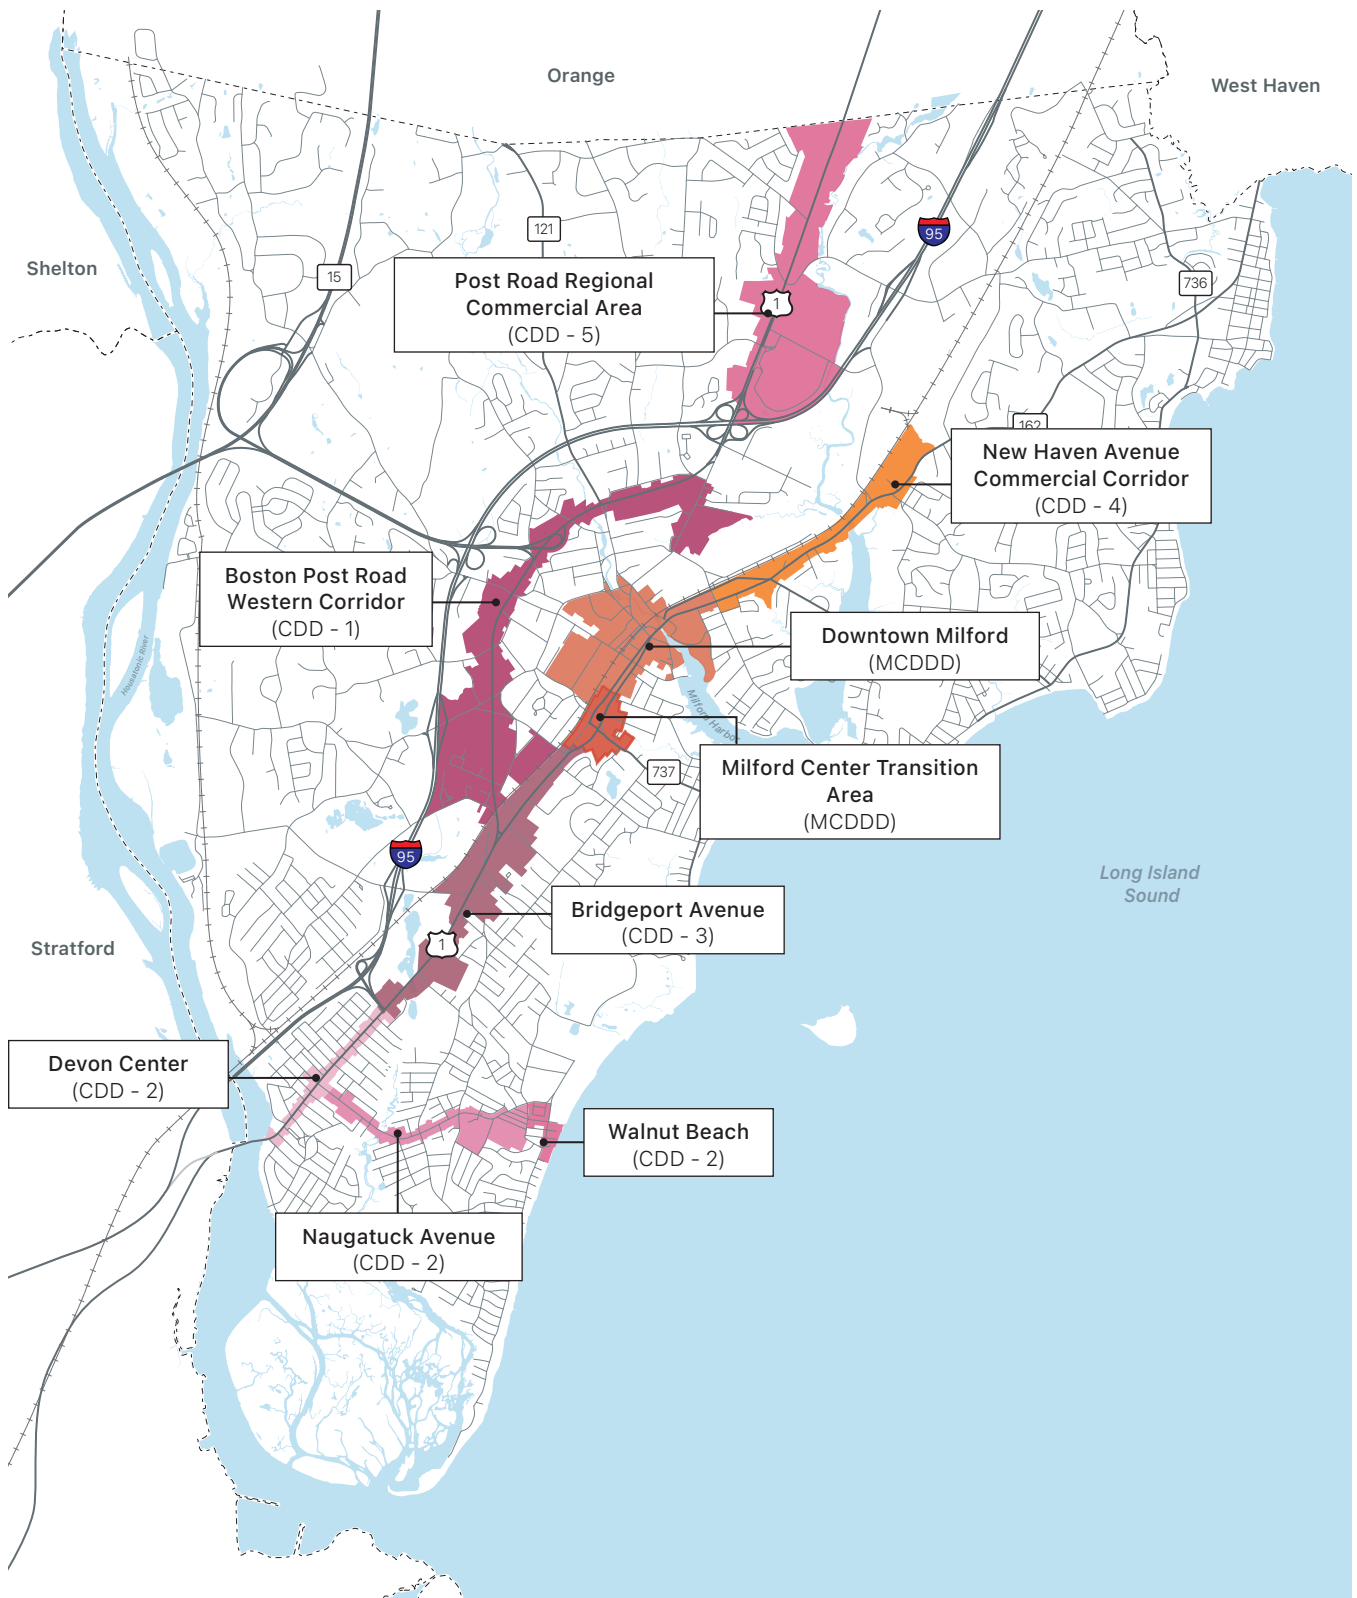 Orange
West Haven
121
95
Shelton
15
736
Post Road Regional
Commercial Area
(CDD - 5)
1
162
New Haven Avenue
Commercial Corridor
(CDD - 4)
Boston Post Road
Western Corridor
(CDD - 1)
Downtown Milford
(MCDDD)
Housatonic River
Milford Harbor
737
Milford Center Transition
Area
(MCDDD)
95
Long Island
Sound
Bridgeport Avenue
(CDD - 3)
1
Stratford
Devon Center
(CDD - 2)
Walnut Beach
(CDD - 2)
Naugatuck Avenue
(CDD - 2)